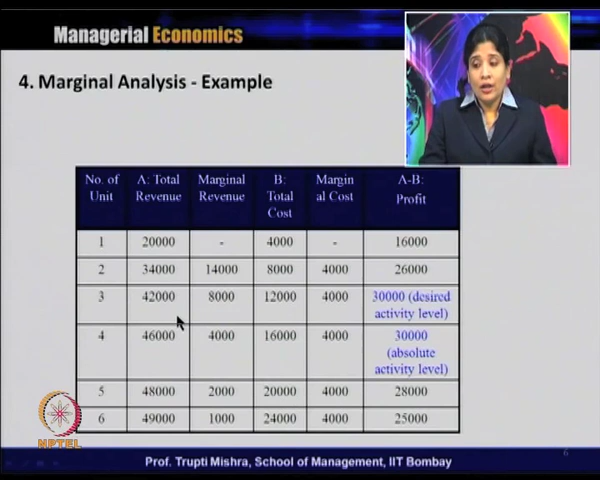 Managerial Economics
4. Marginal Analysis - Example
No. of Unit | A: Total Revenue | Marginal Revenue | B: Total Cost | Margin al Cost | A-B: Profit
1 | 20000 | - | 4000 | - | 16000
2 | 34000 | 14000 | 8000 | 4000 | 26000
3 | 42000 | 8000 | 12000 | 4000 | 30000 (desired activity level)
4 | 46000 | 4000 | 16000 | 4000 | 30000 (absolute activity level)
5 | 48000 | 2000 | 20000 | 4000 | 28000
6 | 49000 | 1000 | 24000 | 4000 | 25000
NPTEL
6
Prof. Trupti Mishra, School of Management, IIT Bombay